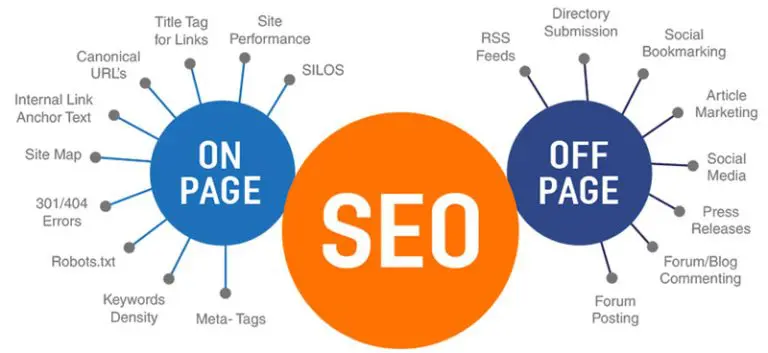 Title Tag
for Links
Site
Performance
SILOS
Canonical
URL's
Internal Link
Anchor Text
Site Map
301/404
Errors
Robots.txt
Keywords
Density
Meta- Tags
ON
PAGE
SEO
OFF
PAGE
RSS
Feeds
Directory
Submission
Social
Bookmarking
Article
Marketing
Social
Media
Press
Releases
Forum/Blog
Commenting
Forum
Posting